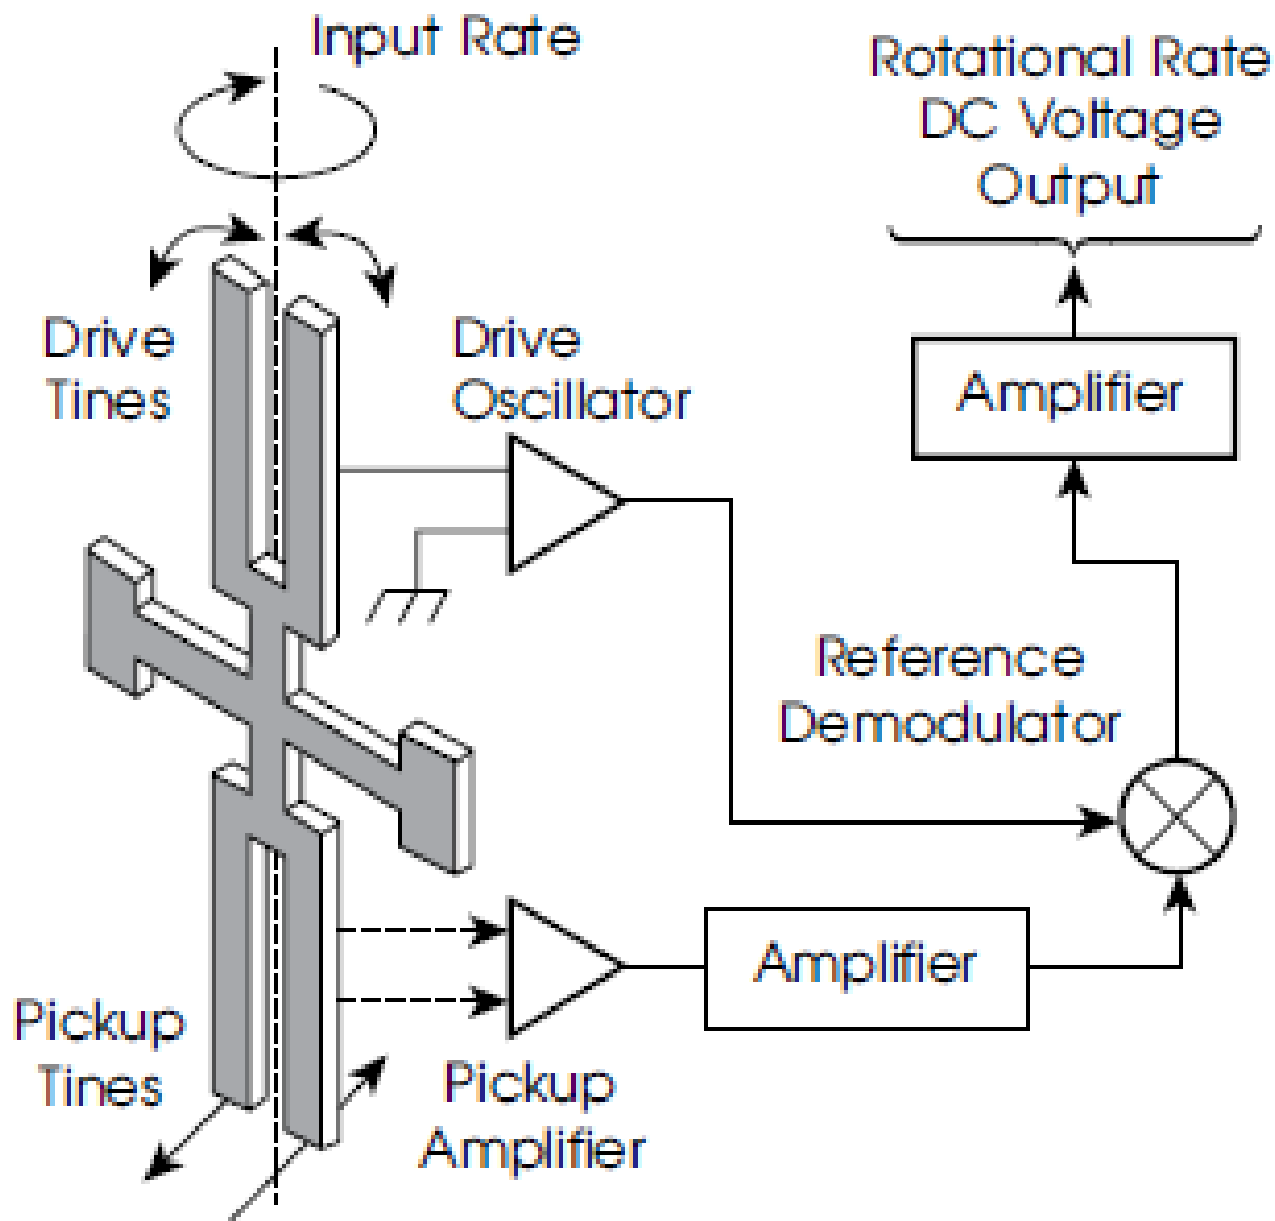 Input Rate
Rotational Rate
DC Voltage
Output
Drive
Tines
Drive
Oscillator
Amplifier
Reference
Demodulator
Amplifier
Pickup
Tines
Pickup
Amplifier